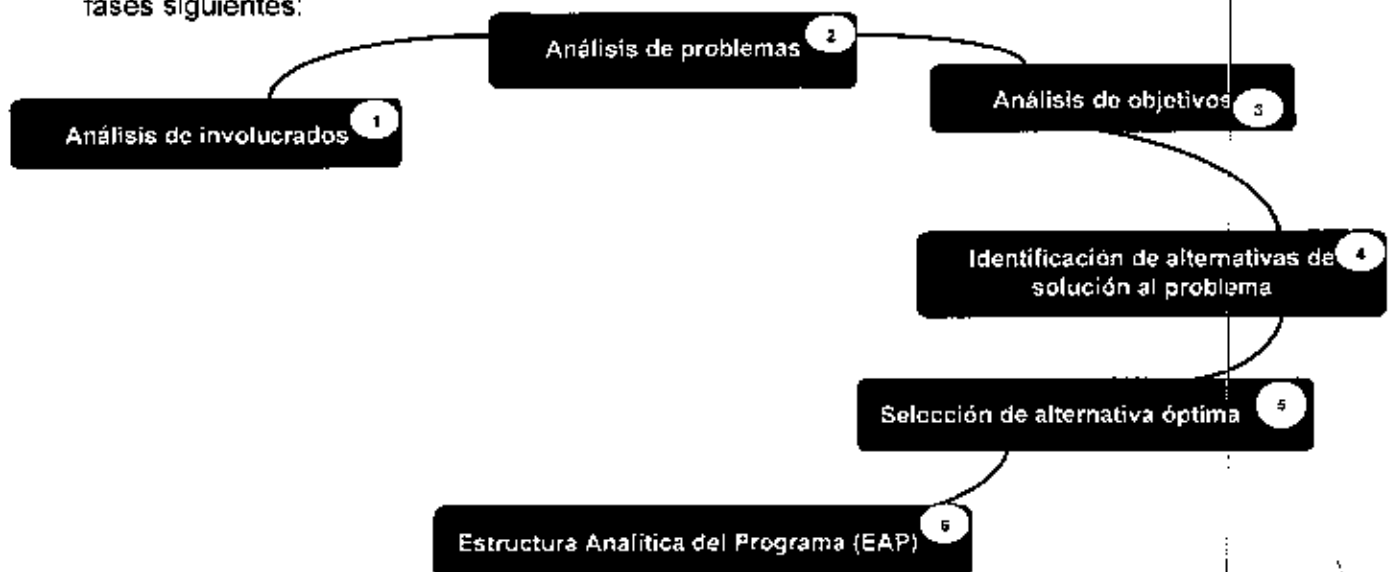 fases siguientes:
Análisis de problemas 2
Análisis de objetivos 3
Análisis de involucrados 1
Identificación de alternativas de 4
solución al problema
Selección de alternativa óptima 5
Estructura Analítica del Programa (EAP) 6